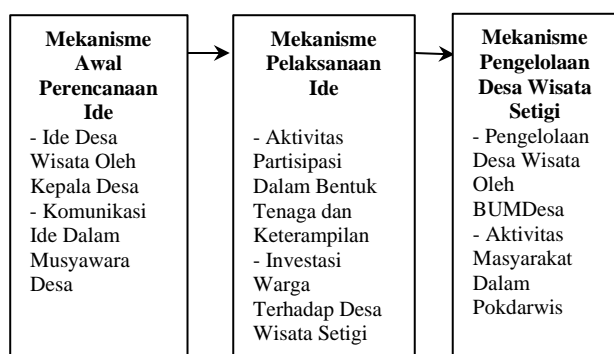 Mekanisme
Awal
Perencanaan
Ide
- Ide Desa
Wisata Oleh
Kepala Desa
- Komunikasi
Ide Dalam
Musyawara
Desa
Mekanisme
Pelaksanaan
Ide
- Aktivitas
Partisipasi
Dalam Bentuk
Tenaga dan
Keterampilan
- Investasi
Warga
Terhadap Desa
Wisata Setigi
Mekanisme
Pengelolaan
Desa Wisata
Setigi
- Pengelolaan
Desa Wisata
Oleh
BUMDesa
- Aktivitas
Masyarakat
Dalam
Pokdarwis